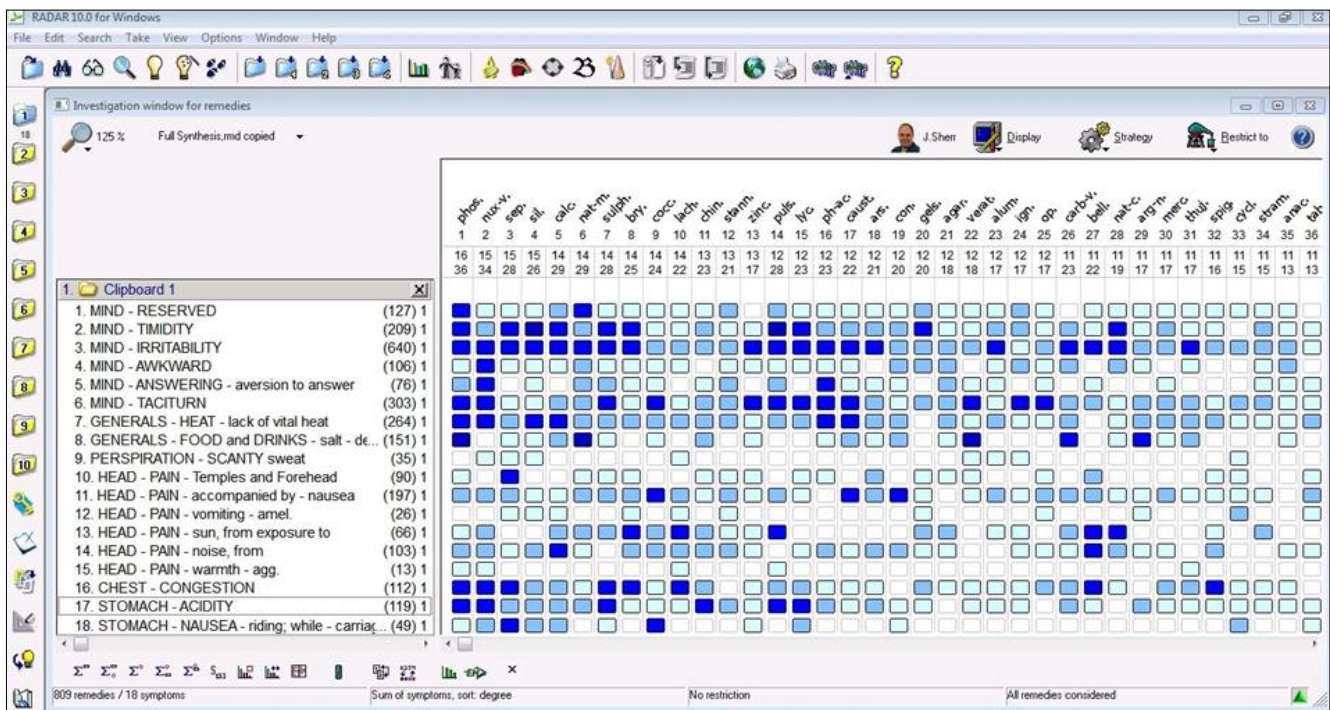 RADAR 10.0 for Windows
File Edit Search Take View Options Window Help
Investigation window for remedies
125 % Full Synthesis.rmd copied J.Sherr Display Strategy Restrict to
1
18
2
3
4
5
6
7
8
9
10
phos. nux-v. sep. sil. calc. nat-m. sulph. bry. cocc. lach. chin. stann. zinc. puls. lyc. ph-ac. caust. ars. con. gels. agar. verat. alum. ign. op. carb-v. bell. nat-c. arg-n. merc. thuj. spig. cycl. stram. anac. tab.
1 2 3 4 5 6 7 8 9 10 11 12 13 14 15 16 17 18 19 20 21 22 23 24 25 26 27 28 29 30 31 32 33 34 35 36
16 15 15 15 14 14 14 14 14 14 13 13 13 12 12 12 12 12 12 12 12 12 12 12 12 11 11 11 11 11 11 11 11 11 11 11
36 34 28 26 29 29 28 25 24 22 23 21 17 28 25 23 22 21 20 20 18 18 17 17 17 23 22 19 17 17 17 16 15 15 13 13
1. Clipboard 1
1. MIND - RESERVED (127) 1
2. MIND - TIMIDITY (209) 1
3. MIND - IRRITABILITY (640) 1
4. MIND - AWKWARD (106) 1
5. MIND - ANSWERING - aversion to answer (76) 1
6. MIND - TACITURN (303) 1
7. GENERALS - HEAT - lack of vital heat (264) 1
8. GENERALS - FOOD and DRINKS - salt - de... (151) 1
9. PERSPIRATION - SCANTY sweat (35) 1
10. HEAD - PAIN - Temples and Forehead (90) 1
11. HEAD - PAIN - accompanied by - nausea (197) 1
12. HEAD - PAIN - vomiting - amel. (26) 1
13. HEAD - PAIN - sun, from exposure to (66) 1
14. HEAD - PAIN - noise, from (103) 1
15. HEAD - PAIN - warmth - agg. (13) 1
16. CHEST - CONGESTION (112) 1
17. STOMACH - ACIDITY (119) 1
18. STOMACH - NAUSEA - riding; while - carriag... (49) 1
809 remedies / 18 symptoms Sum of symptoms, sort: degree No restriction All remedies considered